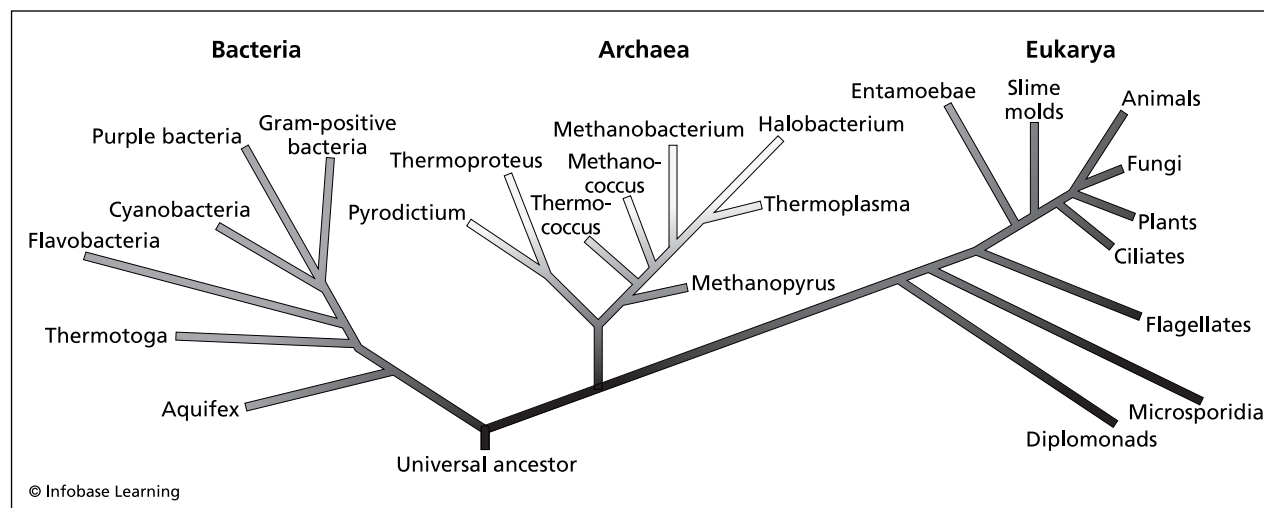 Bacteria
Archaea
Eukarya
Purple bacteria
Gram-positive
bacteria
Cyanobacteria
Flavobacteria
Thermotoga
Aquifex
Thermoproteus
Pyrodictium
Methanobacterium
Halobacterium
Methano-
coccus
Thermo-
coccus
Thermoplasma
Methanopyrus
Entamoebae
Slime
molds
Animals
Fungi
Plants
Ciliates
Flagellates
Microsporidia
Diplomonads
Universal ancestor
© Infobase Learning